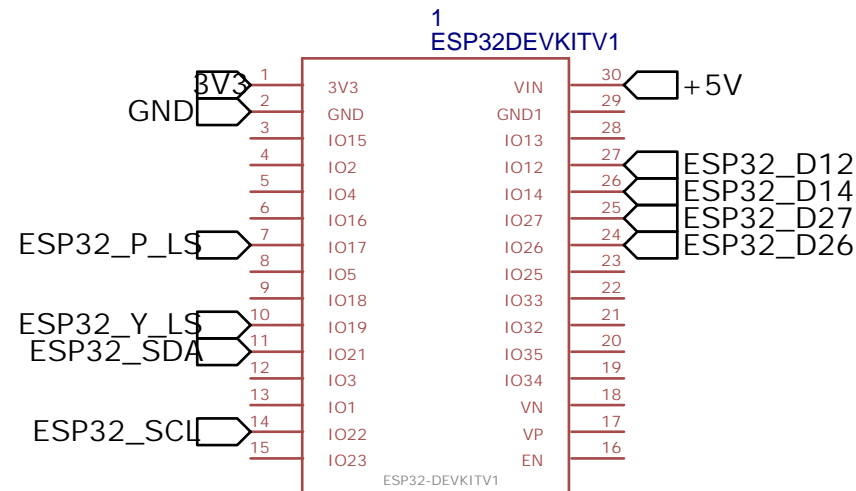 1
ESP32DEVKITV1
3V3 1 3V3 VIN 30 +5V
GND 2 GND GND1 29
3 IO15 IO13 28
4 IO2 IO12 27 ESP32_D12
5 IO4 IO14 26 ESP32_D14
6 IO16 IO27 25 ESP32_D27
ESP32_P_LS 7 IO17 IO26 24 ESP32_D26
8 IO5 IO25 23
9 IO18 IO33 22
ESP32_Y_LS 10 IO19 IO32 21
ESP32_SDA 11 IO21 IO35 20
12 IO3 IO34 19
13 IO1 VN 18
ESP32_SCL 14 IO22 VP 17
15 IO23 EN 16
ESP32-DEVKITV1